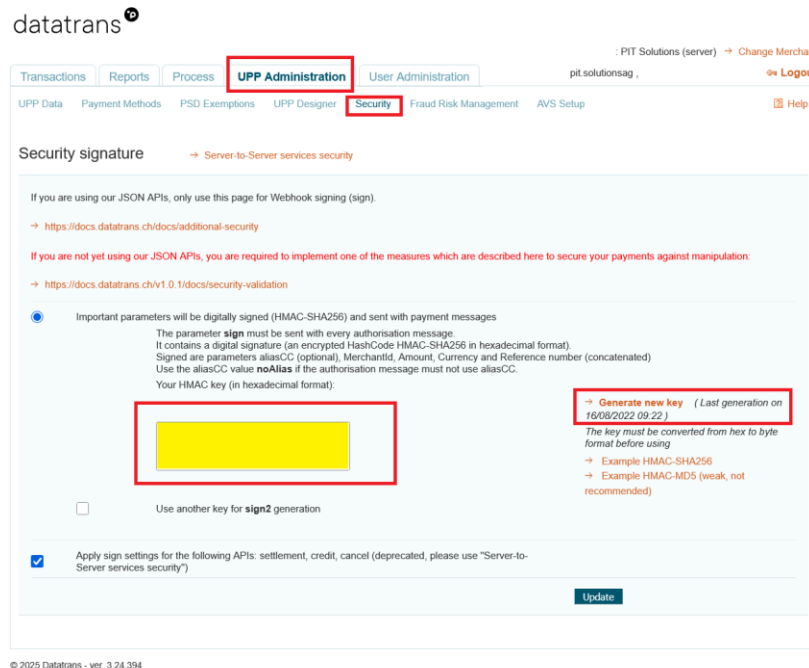 datatrans
: PIT Solutions (server) → Change Mercha
Transactions Reports Process UPP Administration User Administration pit.solutionsag , Logou
UPP Data Payment Methods PSD Exemptions UPP Designer Security Fraud Risk Management AVS Setup Help
Security signature → Server-to-Server services security
If you are using our JSON APIs, only use this page for Webhook signing (sign).
→ https://docs.datatrans.ch/docs/additional-security
If you are not yet using our JSON APIs, you are required to implement one of the measures which are described here to secure your payments against manipulation:
→ https://docs.datatrans.ch/v1.0.1/docs/security-validation
Important parameters will be digitally signed (HMAC-SHA256) and sent with payment messages
The parameter sign must be sent with every authorisation message.
It contains a digital signature (an encrypted HashCode HMAC-SHA256 in hexadecimal format).
Signed are parameters aliasCC (optional), MerchantId, Amount, Currency and Reference number (concatenated)
Use the aliasCC value noAlias if the authorisation message must not use aliasCC.
Your HMAC key (in hexadecimal format):
→ Generate new key ( Last generation on
16/08/2022 09:22 )
The key must be converted from hex to byte
format before using
→ Example HMAC-SHA256
→ Example HMAC-MD5 (weak, not
recommended)
Use another key for sign2 generation
Apply sign settings for the following APIs: settlement, credit, cancel (deprecated, please use "Server-to-
Server services security")
Update
© 2025 Datatrans - ver. 3.24.394